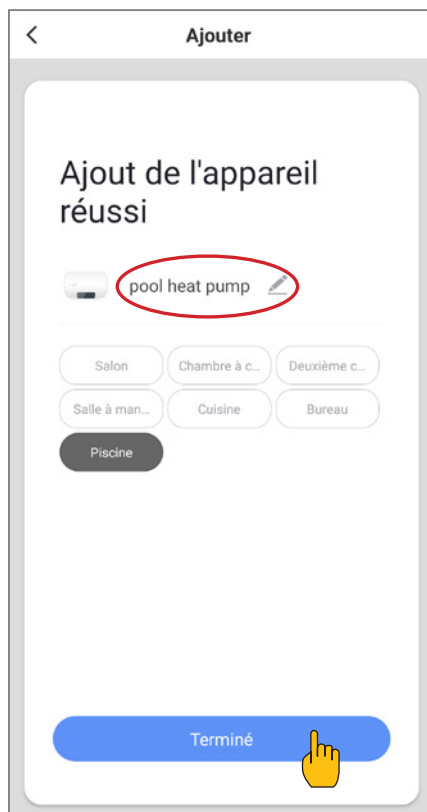 Ajouter
Ajout de l'appareil
réussi
pool heat pump
Salon Chambre à c... Deuxième c...
Salle à man... Cuisine Bureau
Piscine
Terminé